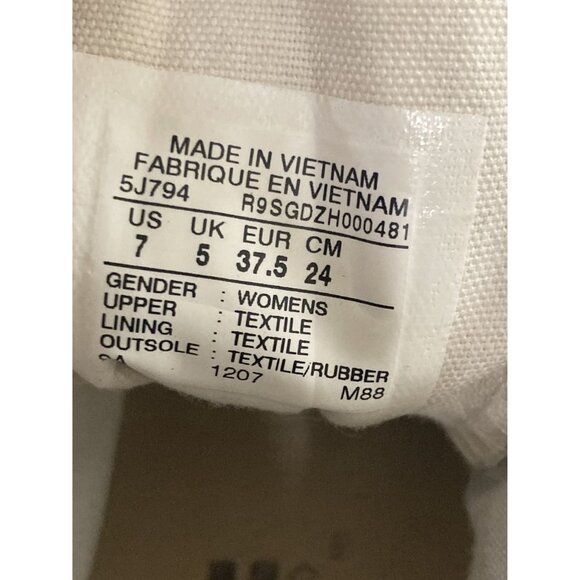 MADE IN VIETNAM
FABRIQUE EN VIETNAM
5J794 R9SGDZH000481
US UK EUR CM
7 5 37.5 24
GENDER : WOMENS
UPPER : TEXTILE
LINING : TEXTILE
OUTSOLE : TEXTILE/RUBBER
1207 M88